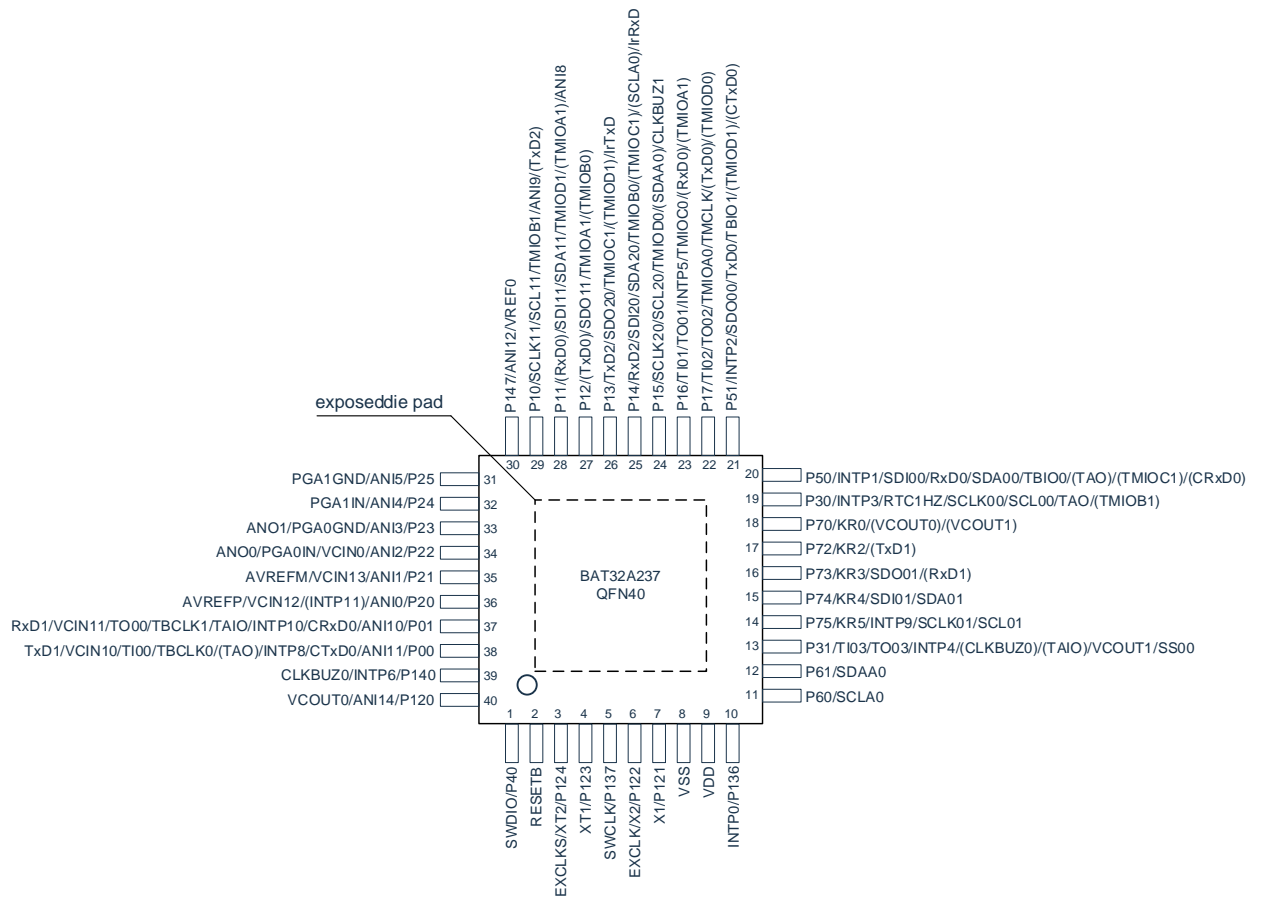 P147/ANI12/VREF0
P10/SCLK11/SCL11/TMIOB1/ANI9/(TxD2)
P11/(RxD0)/SDI11/SDA11/TMIOD1/(TMIOA1)/ANI8
P12/(TxD0)/SDO11/TMIOA1/(TMIOB0)
P13/TxD2/SDO20/TMIOC1/(TMIOD1)/IrTxD
P14/RxD2/SDI20/SDA20/TMIOB0/(TMIOC1)/(SCLA0)/IrRxD
P15/SCLK20/SCL20/TMIOD0/(SDAA0)/CLKBUZ1
P16/TI01/TO01/INTP5/TMIOC0/(RxD0)/(TMIOA1)
P17/TI02/TO02/TMIOA0/TMCLK/(TxD0)/(TMIOD0)
P51/INTP2/SDO00/TxD0/TBIO1/(TMIOD1)/(CTxD0)
exposeddie pad
30 29 28 27 26 25 24 23 22 21
PGA1GND/ANI5/P25 31
PGA1IN/ANI4/P24 32
ANO1/PGA0GND/ANI3/P23 33
ANO0/PGA0IN/VCIN0/ANI2/P22 34
AVREFM/VCIN13/ANI1/P21 35
AVREFP/VCIN12/(INTP11)/ANI0/P20 36
RxD1/VCIN11/TO00/TBCLK1/TAIO/INTP10/CRxD0/ANI10/P01 37
TxD1/VCIN10/TI00/TBCLK0/(TAO)/INTP8/CTxD0/ANI11/P00 38
CLKBUZ0/INTP6/P140 39
VCOUT0/ANI14/P120 40
BAT32A237
QFN40
20 P50/INTP1/SDI00/RxD0/SDA00/TBIO0/(TAO)/(TMIOC1)/(CRxD0)
19 P30/INTP3/RTC1HZ/SCLK00/SCL00/TAO/(TMIOB1)
18 P70/KR0/(VCOUT0)/(VCOUT1)
17 P72/KR2/(TxD1)
16 P73/KR3/SDO01/(RxD1)
15 P74/KR4/SDI01/SDA01
14 P75/KR5/INTP9/SCLK01/SCL01
13 P31/TI03/TO03/INTP4/(CLKBUZ0)/(TAIO)/VCOUT1/SS00
12 P61/SDAA0
11 P60/SCLA0
1 2 3 4 5 6 7 8 9 10
SWDIO/P40
RESETB
EXCLKS/XT2/P124
XT1/P123
SWCLK/P137
EXCLK/X2/P122
X1/P121
VSS
VDD
INTP0/P136